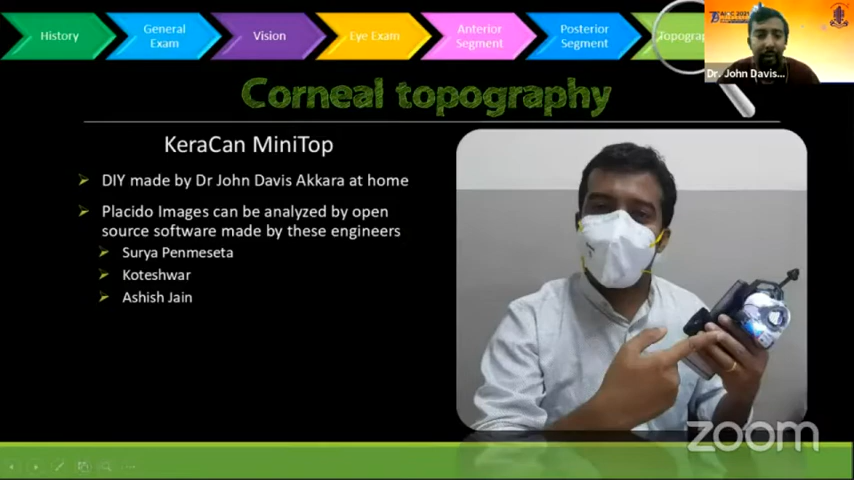 History
General
Exam
Vision
Eye Exam
Anterior
Segment
Posterior
Segment
Topogra
2021
Dr. John Davis...
Corneal topography
KeraCan MiniTop
DIY made by Dr John Davis Akkara at home
Placido Images can be analyzed by open
source software made by these engineers
Surya Penmeseta
Koteshwar
Ashish Jain
zoom